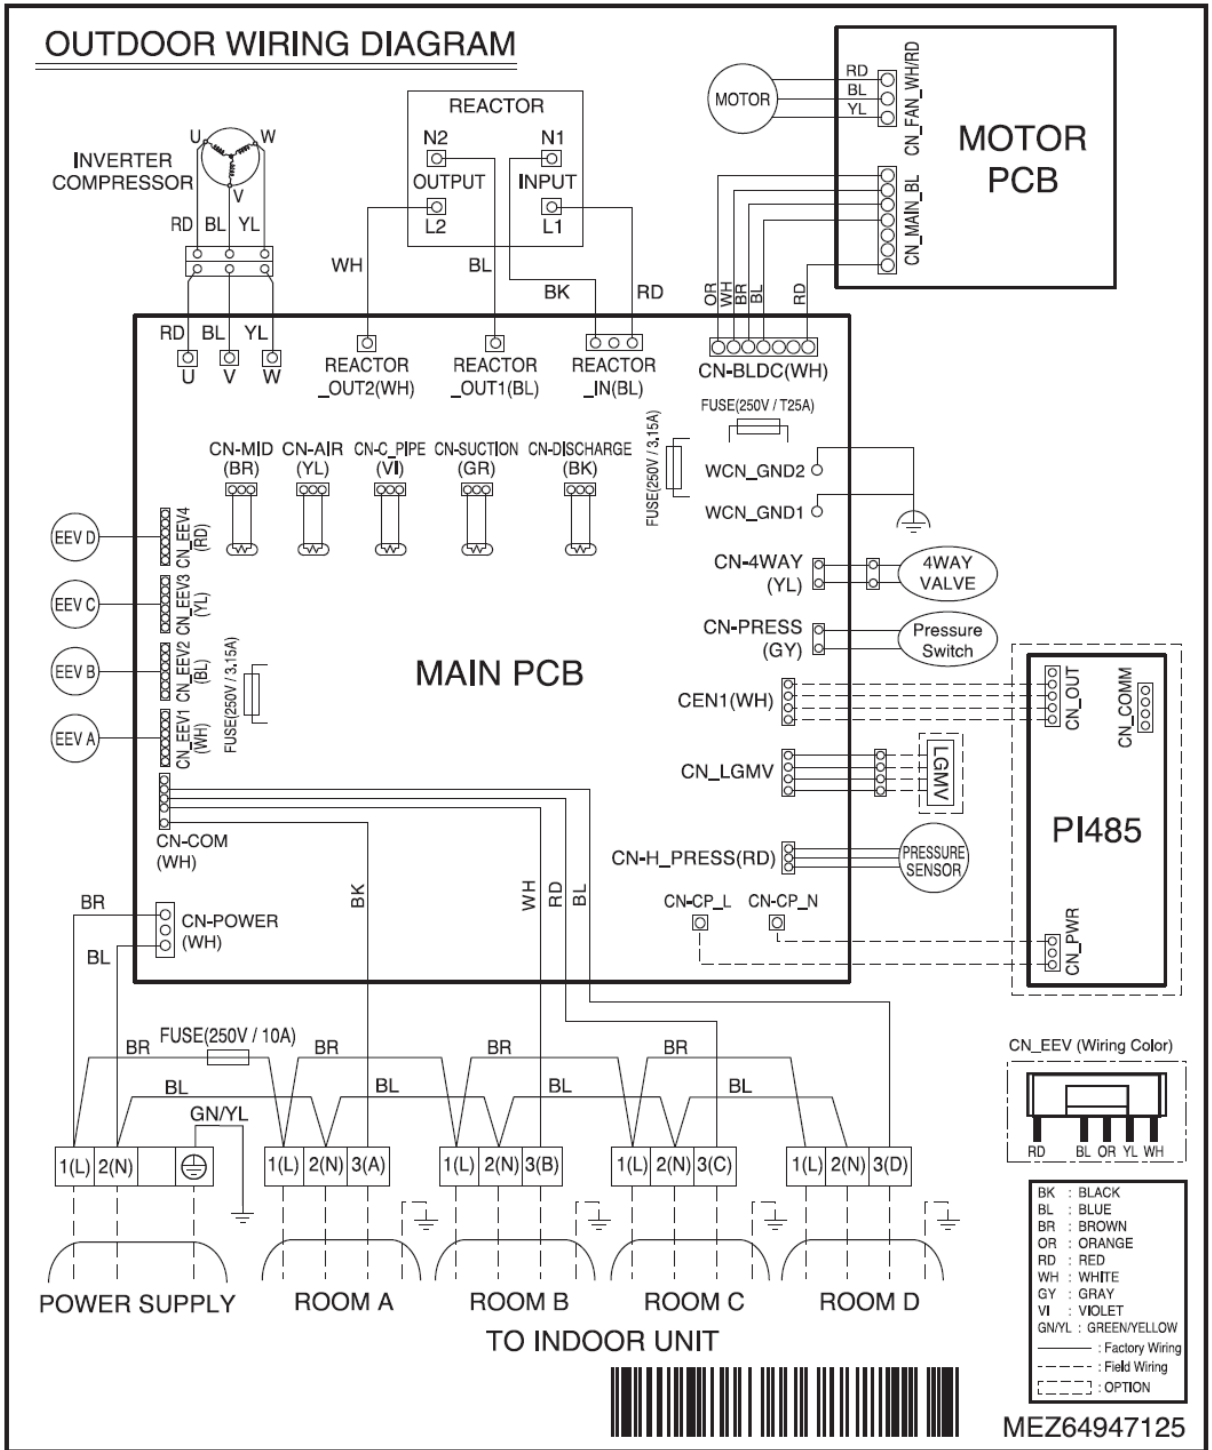 OUTDOOR WIRING DIAGRAM
INVERTER
COMPRESSOR
U
W
V
RD
BL
YL
RD
BL
YL
U
V
W
REACTOR
N2
N1
OUTPUT
INPUT
L2
L1
WH
BL
BK
RD
REACTOR
_OUT2(WH)
REACTOR
_OUT1(BL)
REACTOR
_IN(BL)
MOTOR
RD
BL
YL
CN_FAN_WH/RD
CN_MAIN_BL
MOTOR
PCB
OR
WH
BR
BL
RD
CN-BLDC(WH)
FUSE(250V / T25A)
FUSE(250V / 3.15A)
WCN_GND2
WCN_GND1
CN-MID
(BR)
CN-AIR
(YL)
CN-C_PIPE
(VI)
CN-SUCTION
(GR)
CN-DISCHARGE
(BK)
EEV D
CN_EEV4
(RD)
EEV C
CN_EEV3
(YL)
EEV B
CN_EEV2
(BL)
EEV A
CN_EEV1
(WH)
FUSE(250V / 3.15A)
MAIN PCB
CN-4WAY
(YL)
4WAY
VALVE
CN-PRESS
(GY)
Pressure
Switch
CEN1(WH)
CN_OUT
CN_COMM
CN_LGMV
LGMV
PI485
CN-H_PRESS(RD)
PRESSURE
SENSOR
CN-CP_L
CN-CP_N
CN_PWR
CN-COM
(WH)
BK
WH
RD
BL
BR
CN-POWER
(WH)
BL
FUSE(250V / 10A)
BR
BR
BR
BR
BL
BL
BL
BL
GN/YL
1(L)
2(N)
1(L)
2(N)
3(A)
1(L)
2(N)
3(B)
1(L)
2(N)
3(C)
1(L)
2(N)
3(D)
POWER SUPPLY
ROOM A
ROOM B
ROOM C
ROOM D
TO INDOOR UNIT
CN_EEV (Wiring Color)
RD
BL
OR
YL
WH
BK : BLACK
BL : BLUE
BR : BROWN
OR : ORANGE
RD : RED
WH : WHITE
GY : GRAY
VI : VIOLET
GN/YL : GREEN/YELLOW
: Factory Wiring
: Field Wiring
: OPTION
MEZ64947125